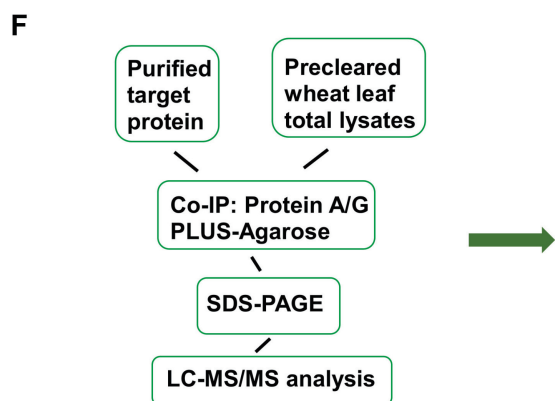 F
Purified
target
protein
Precleared
wheat leaf
total lysates
Co-IP: Protein A/G
PLUS-Agarose
SDS-PAGE
LC-MS/MS analysis